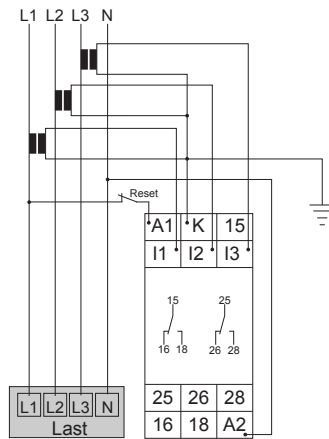 L1 L2 L3 N
Reset
A1 K 15
I1 I2 I3
15 25
16 18 26 28
25 26 28
16 18 A2
L1 L2 L3 N
Last